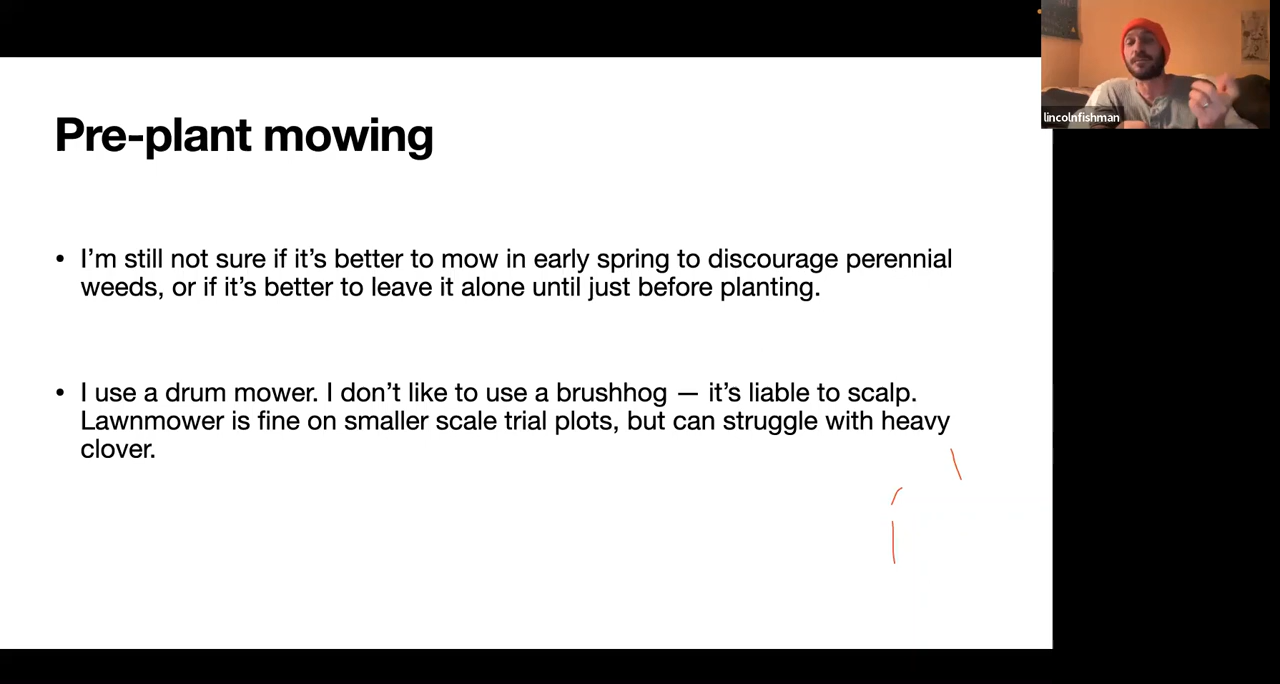 Pre-plant mowing
• I'm still not sure if it's better to mow in early spring to discourage perennial
weeds, or if it's better to leave it alone until just before planting.
• I use a drum mower. I don't like to use a brushhog — it's liable to scalp.
Lawnmower is fine on smaller scale trial plots, but can struggle with heavy
clover.
lincolnfishman